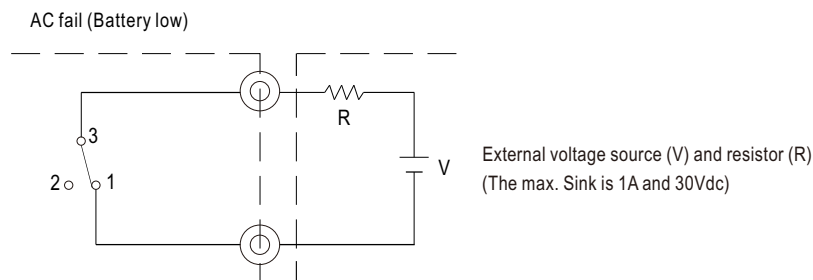 AC fail (Battery low)
R
3
V
External voltage source (V) and resistor (R)
2
1
(The max. Sink is 1A and 30Vdc)